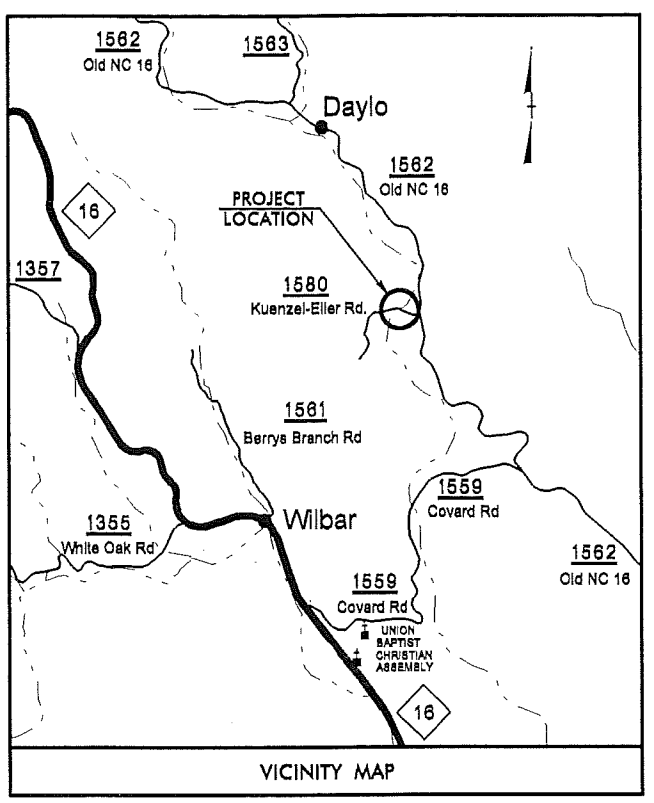 1562
Old NC 16
1563
Daylo
1562
Old NC 16
PROJECT
LOCATION
16
1357
1580
Kuenzel-Eller Rd.
1561
Berrys Branch Rd
1559
Covard Rd
Wilbar
1355
White Oak Rd
1562
Old NC 16
1559
Covard Rd
UNION
BAPTIST
CHRISTIAN
ASSEMBLY
16
VICINITY MAP